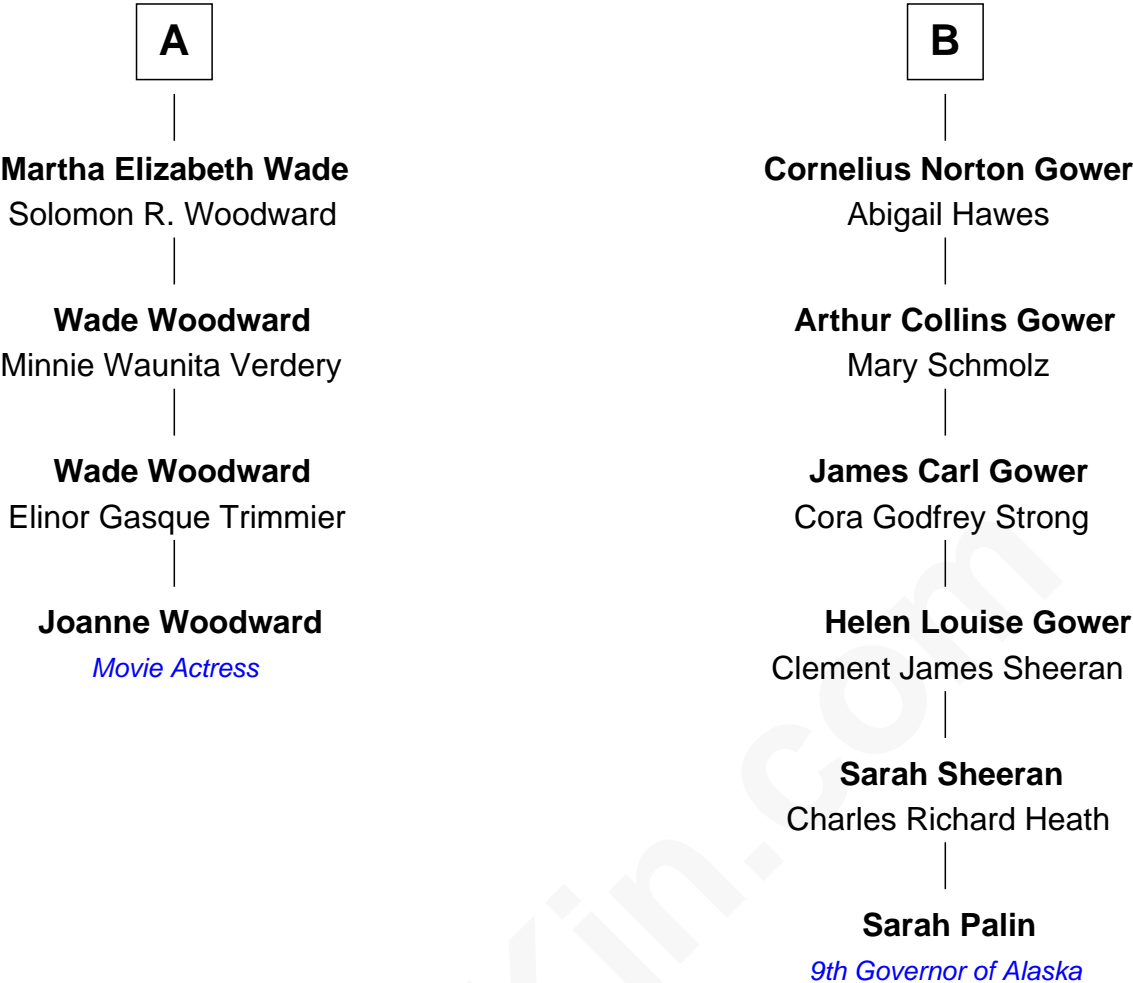 A
Martha Elizabeth Wade
Solomon R. Woodward
Wade Woodward
Minnie Waunita Verdery
Wade Woodward
Elinor Gasque Trimmier
Joanne Woodward
Movie Actress
B
Cornelius Norton Gower
Abigail Hawes
Arthur Collins Gower
Mary Schmolz
James Carl Gower
Cora Godfrey Strong
Helen Louise Gower
Clement James Sheeran
Sarah Sheeran
Charles Richard Heath
Sarah Palin
9th Governor of Alaska
Kin.com